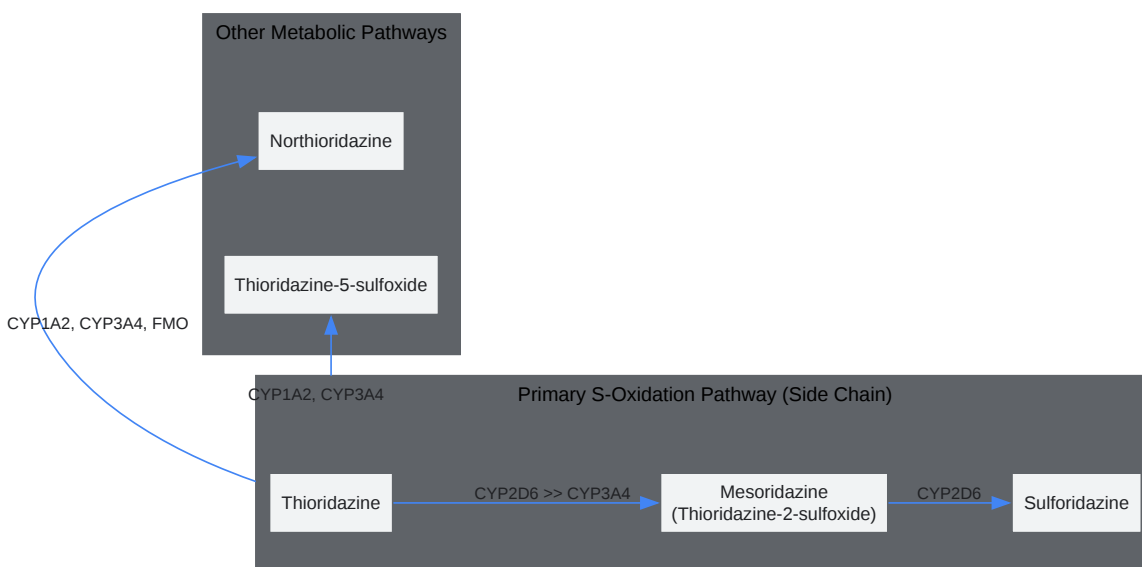 Other Metabolic Pathways
Northioridazine
Thioridazine-5-sulfoxide
CYP1A2, CYP3A4, FMO
CYP1A2, CYP3A4
Primary S-Oxidation Pathway (Side Chain)
Thioridazine
CYP2D6 >> CYP3A4
Mesoridazine
(Thioridazine-2-sulfoxide)
CYP2D6
Sulforidazine